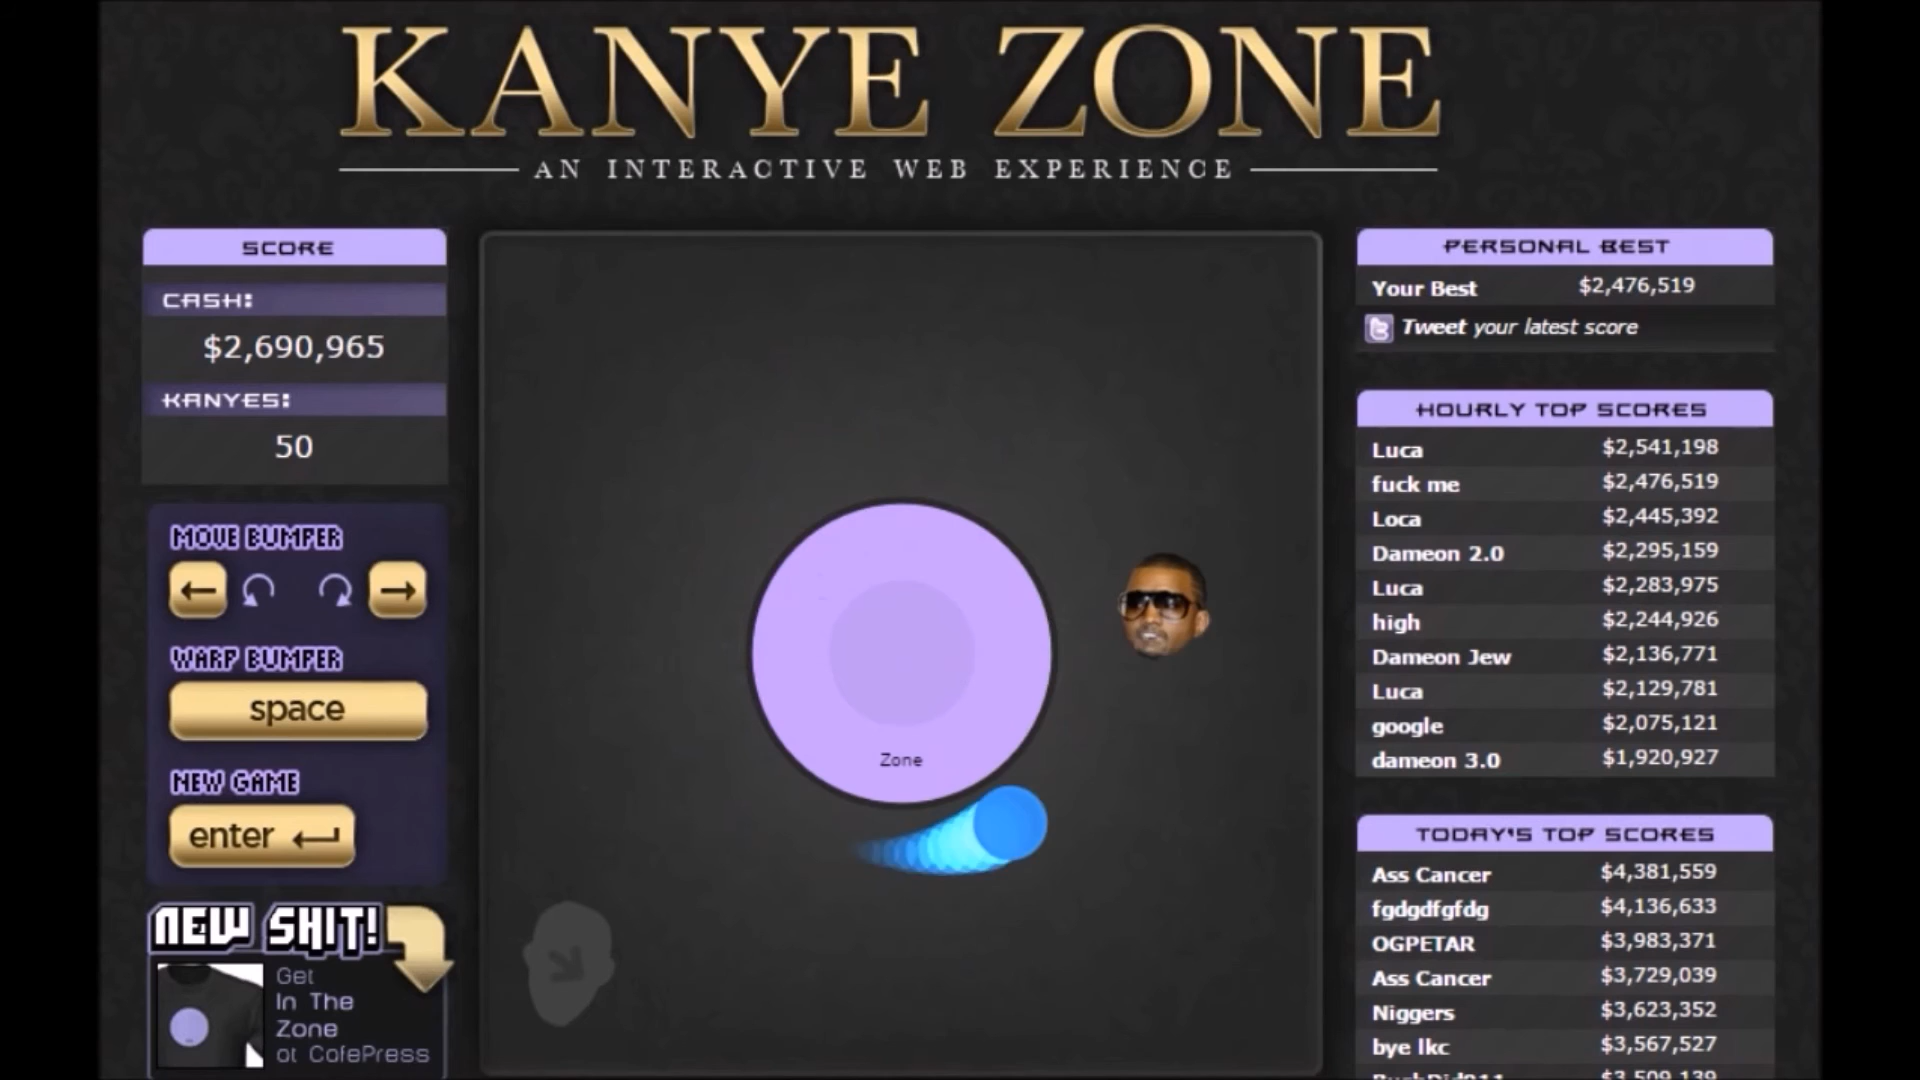 KANYE ZONE
AN INTERACTIVE WEB EXPERIENCE
SCORE
CASH:
$2,690,965
KANYES:
50
MOVE BUMPER
WARP BUMPER
space
NEW GAME
enter
NEW SHIT!
Get
In The
Zone
at CafePress
Zone
PERSONAL BEST
Your Best $2,476,519
Tweet your latest score
HOURLY TOP SCORES
Luca $2,541,198
fuck me $2,476,519
Loca $2,445,392
Dameon 2.0 $2,295,159
Luca $2,283,975
high $2,244,926
Dameon Jew $2,136,771
Luca $2,129,781
google $2,075,121
dameon 3.0 $1,920,927
TODAY'S TOP SCORES
Ass Cancer $4,381,559
fgdgdfgfdg $4,136,633
OGPETAR $3,983,371
Ass Cancer $3,729,039
Niggers $3,623,352
bye lkc $3,567,527
$3,509,139